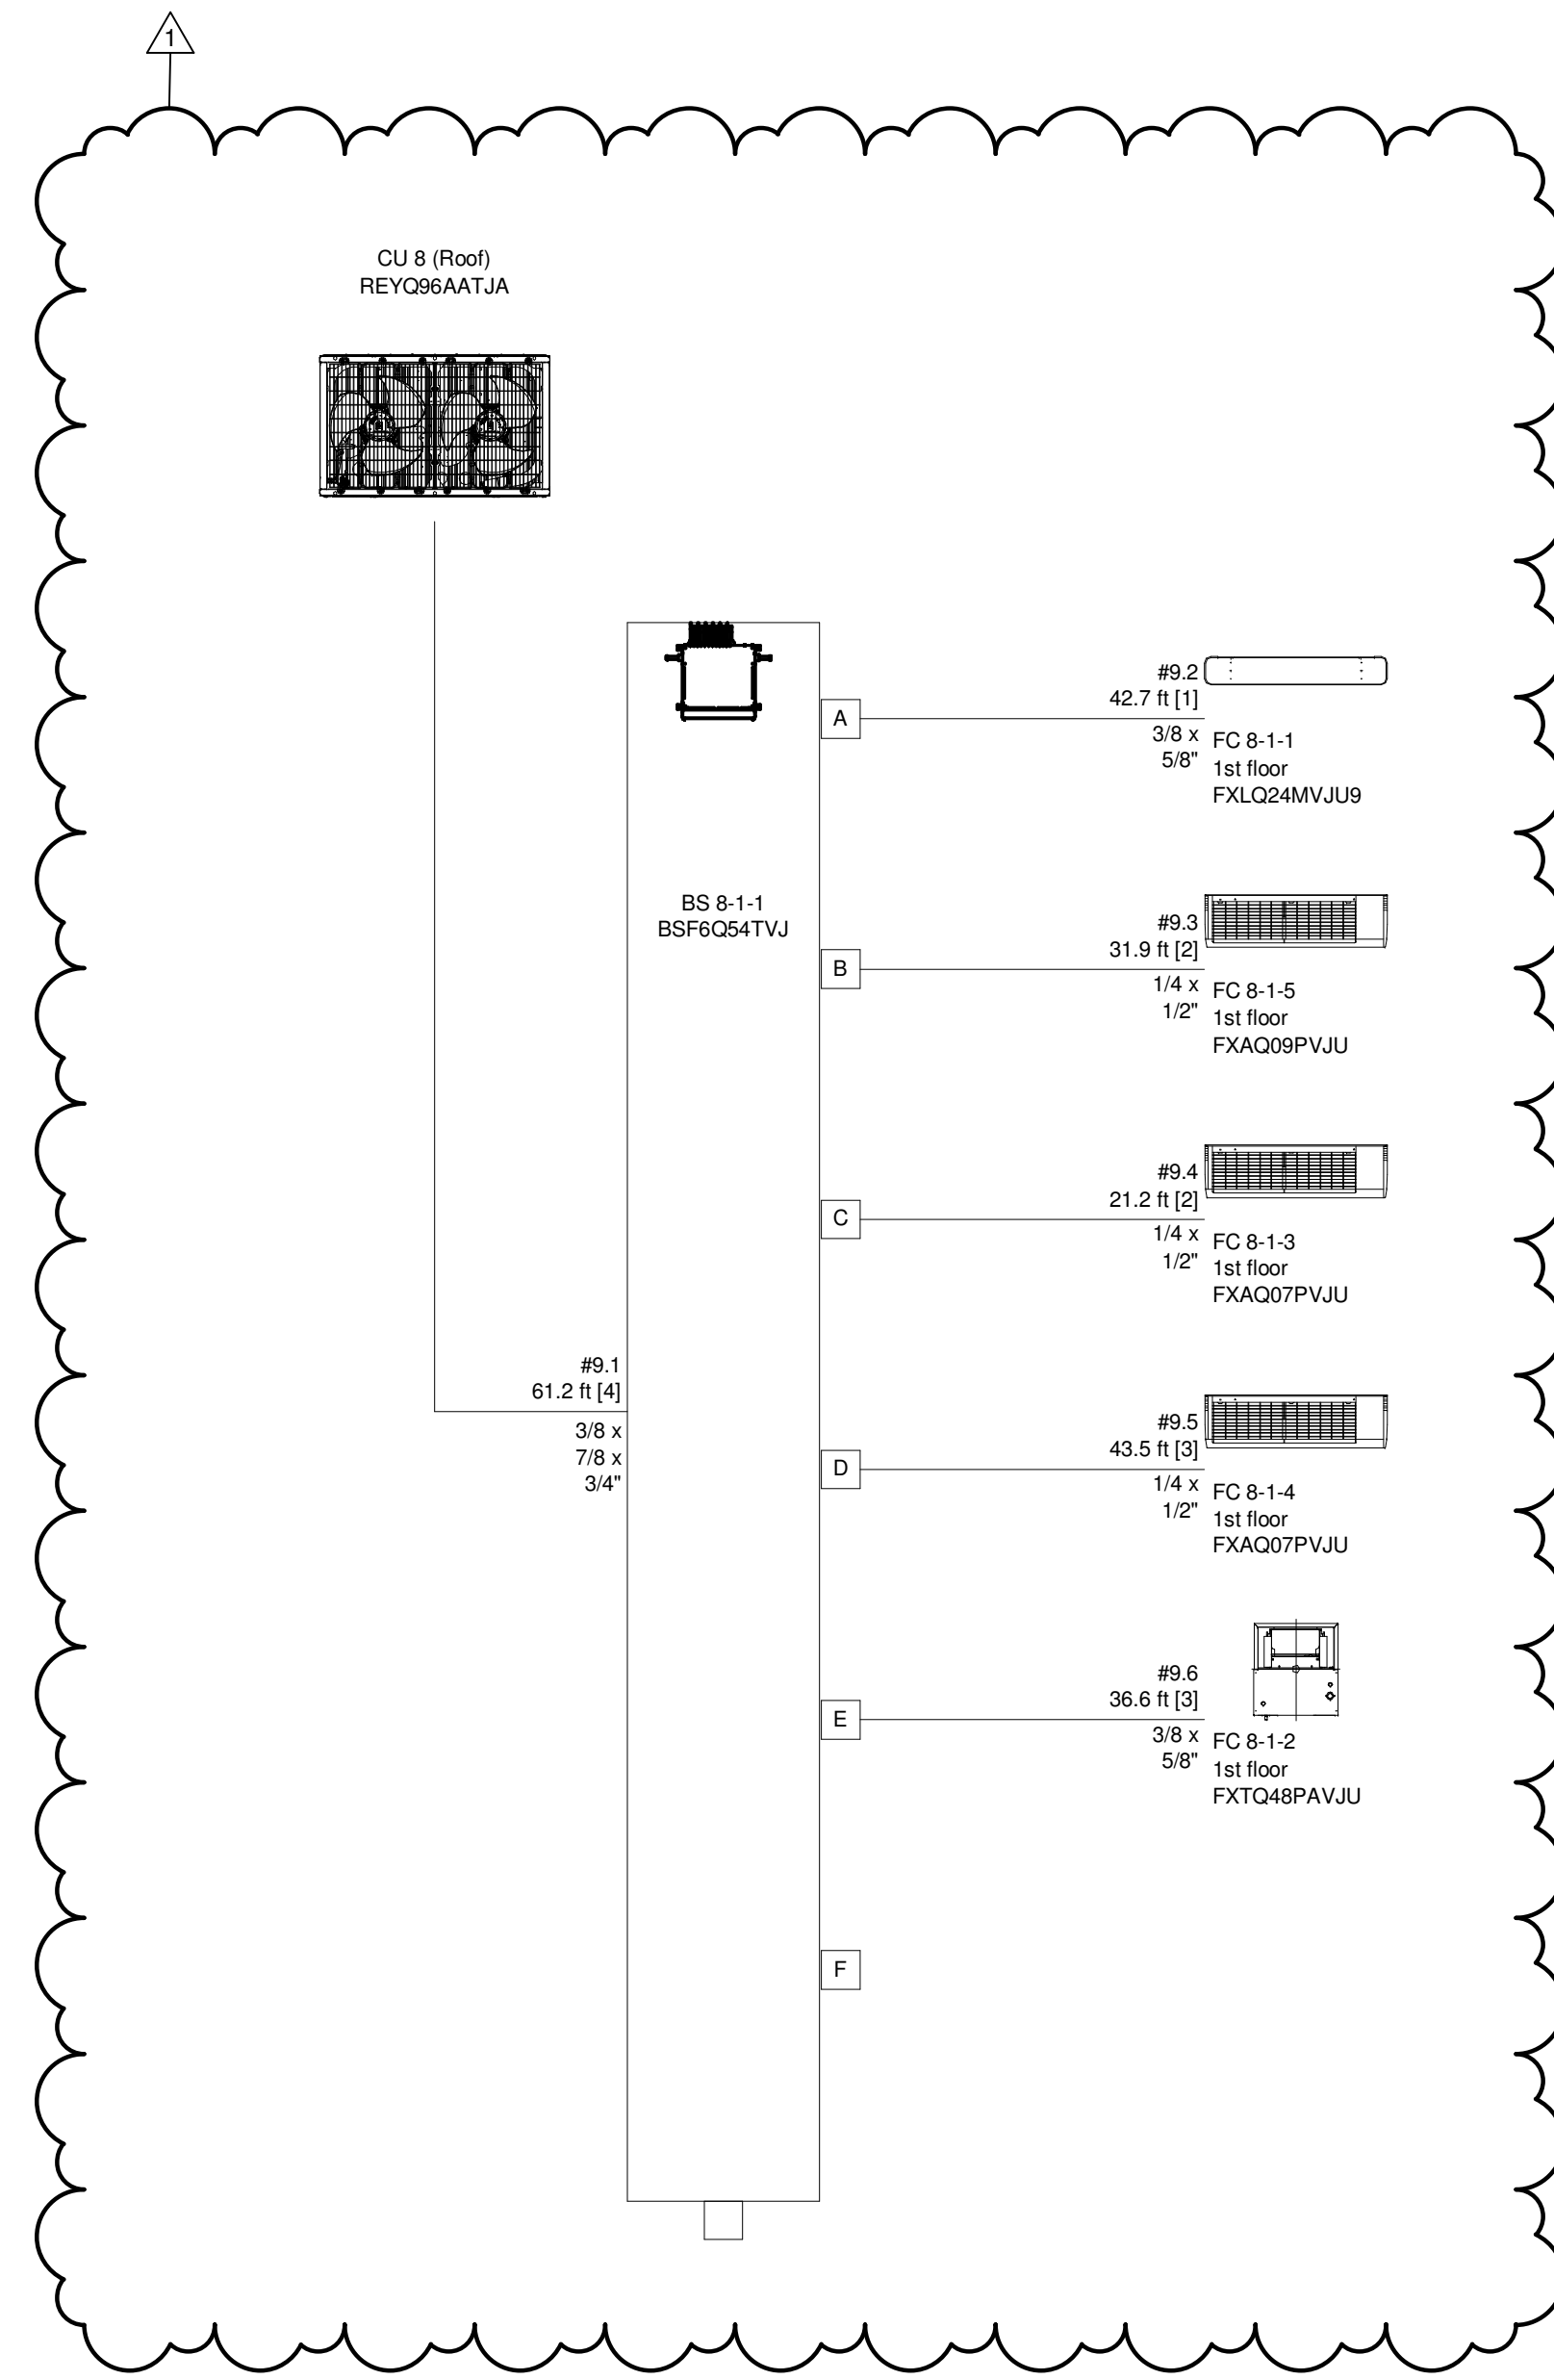 1
CU 8 (Roof)
REYQ96AATJA
BS 8-1-1
BSF6Q54TVJ
#9.1
61.2 ft [4]
3/8 x
7/8 x
3/4"
A
#9.2
42.7 ft [1]
3/8 x
5/8"
FC 8-1-1
1st floor
FXLQ24MVJU9
B
#9.3
31.9 ft [2]
1/4 x
1/2"
FC 8-1-5
1st floor
FXAQ09PVJU
C
#9.4
21.2 ft [2]
1/4 x
1/2"
FC 8-1-3
1st floor
FXAQ07PVJU
D
#9.5
43.5 ft [3]
1/4 x
1/2"
FC 8-1-4
1st floor
FXAQ07PVJU
E
#9.6
36.6 ft [3]
3/8 x
5/8"
FC 8-1-2
1st floor
FXTQ48PAVJU
F